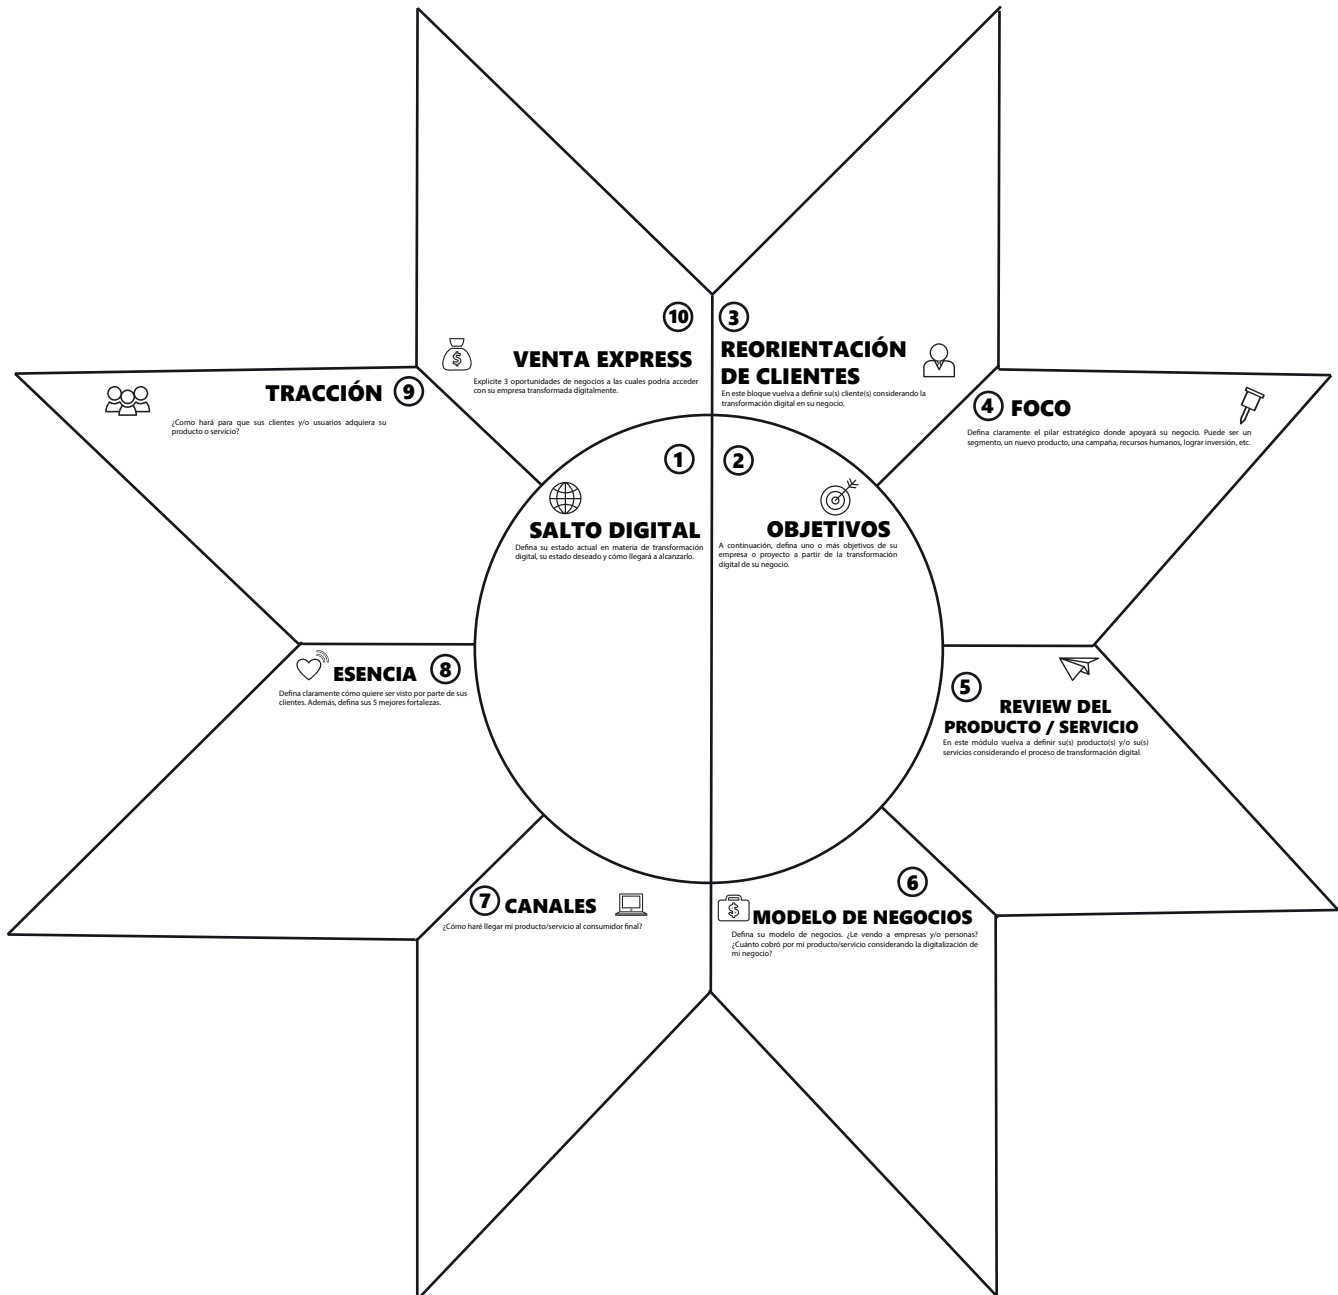 1
SALTO DIGITAL
Defina su estado actual en materia de transformación
digital, su estado deseado y cómo llegará a alcanzarlo.
2
OBJETIVOS
A continuación, defina uno o más objetivos de su
empresa o proyecto a partir de la transformación
digital de su negocio.
3
REORIENTACIÓN
DE CLIENTES
En este bloque vuelva a definir su(s) cliente(s) considerando la
transformación digital en su negocio.
4 FOCO
Defina claramente el pilar estratégico donde apoyará su negocio. Puede ser un
segmento, un nuevo producto, una campaña, recursos humanos, lograr inversión, etc.
5
REVIEW DEL
PRODUCTO / SERVICIO
En este módulo vuelva a definir su(s) producto(s) y/o su(s)
servicios considerando el proceso de transformación digital.
6
$
MODELO DE NEGOCIOS
Defina su modelo de negocios. ¿Le vendo a empresas y/o personas?
¿Cuánto cobró por mi producto/servicio considerando la digitalización de
mi negocio?
7 CANALES
¿Cómo haré llegar mi producto/servicio al consumidor final?
ESENCIA 8
Defina claramente cómo quiere ser visto por parte de sus
clientes. Además, defina sus 5 mejores fortalezas.
TRACCIÓN 9
¿Como hará para que sus clientes y/o usuarios adquiera su
producto o servicio?
10
$
VENTA EXPRESS
Explicite 3 oportunidades de negocios a las cuales podría acceder
con su empresa transformada digitalmente.